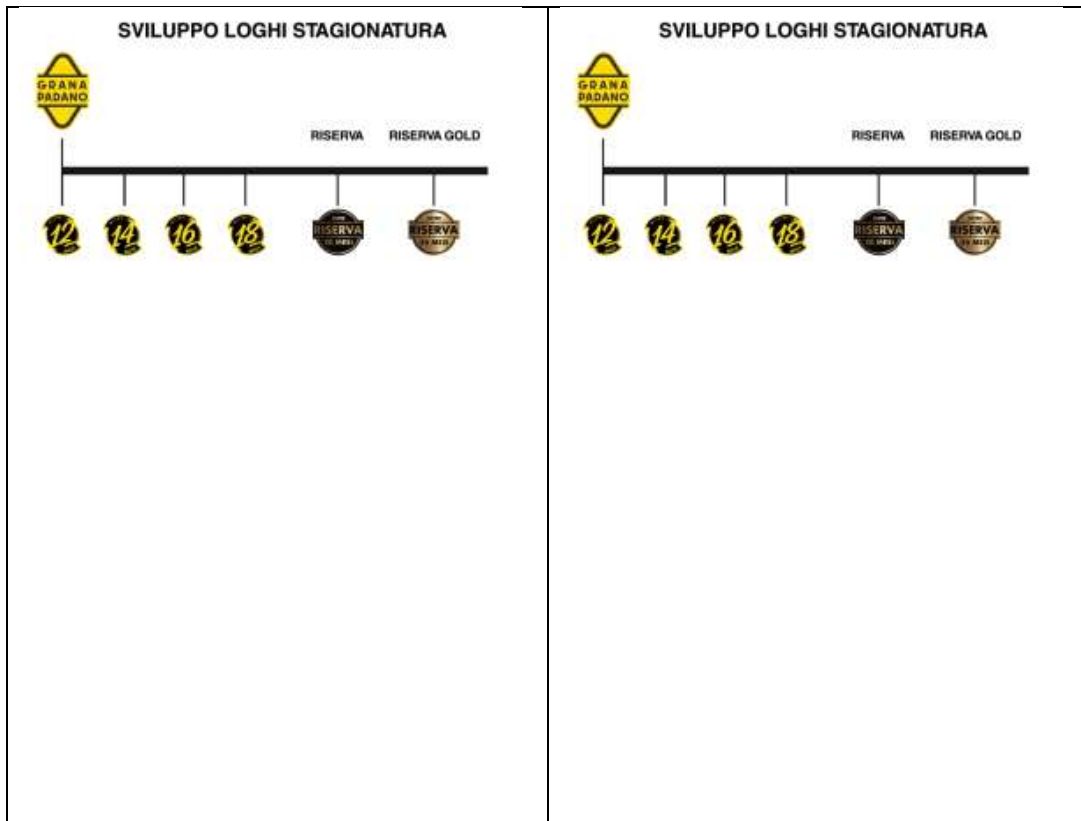 SVILUPPO LOGHI STAGIONATURA
GRANA
PADANO
RISERVA RISERVA GOLD
12 14 16 18 RISERVA RISERVA
SVILUPPO LOGHI STAGIONATURA
GRANA
PADANO
RISERVA RISERVA GOLD
12 14 16 18 RISERVA RISERVA